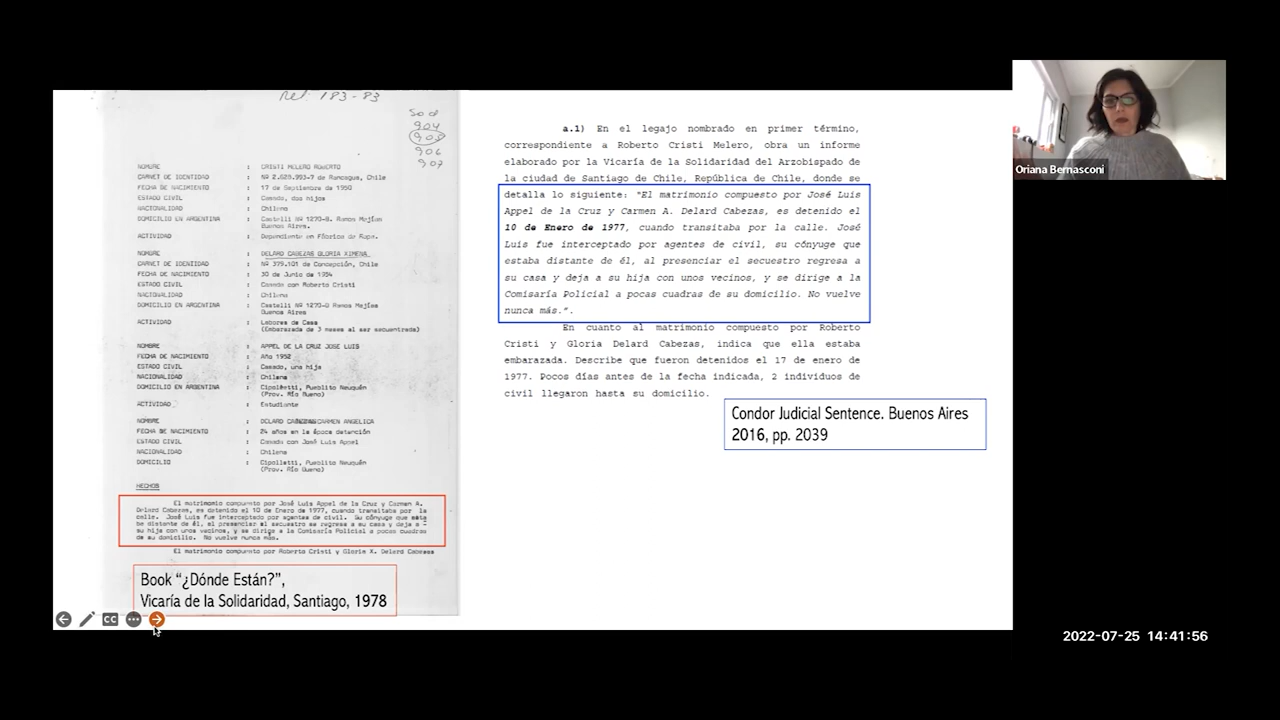 Ref: 183-83
904
905
906
907
NOMBRE : CRISTI MELERO ROBERTO
CARNET DE IDENTIDAD : Nº 2.689.993-7 de Rancagua, Chile
FECHA DE NACIMIENTO : 17 de Septiembre de 1950
ESTADO CIVIL : Casado, dos hijos
NACIONALIDAD : Chilena
DOMICILIO EN ARGENTINA : Castelli Nº 1270-B. Ramos Mejías
Buenos Aires.
ACTIVIDAD : Dependiente en Fábrica de Ropa.
NOMBRE : DELARD CABEZAS GLORIA XIMENA
CARNET DE IDENTIDAD : Nº 379.101 de Concepción, Chile
FECHA DE NACIMIENTO : 30 de Junio de 1954
ESTADO CIVIL : Casada con Roberto Cristi
NACIONALIDAD : Chilena
DOMICILIO EN ARGENTINA : Castelli Nº 1270-D Ramos Mejías
Buenos Aires
ACTIVIDAD : Labores de Casa
(Embarazada de 3 meses al ser secuestrada)
NOMBRE : APPEL DE LA CRUZ JOSE LUIS
FECHA DE NACIMIENTO : Año 1952
ESTADO CIVIL : Casado, una hija
NACIONALIDAD : Chilena
DOMICILIO EN ARGENTINA : Cipoletti, Pueblito Neuquén
(Prov. Río Bueno)
ACTIVIDAD : Estudiante
NOMBRE : DELARD CABEZAS CARMEN ANGELICA
FECHA DE NACIMIENTO : 24 años en la época detención
ESTADO CIVIL : Casada con José Luis Appel
NACIONALIDAD : Chilena
DOMICILIO : Cipoletti, Pueblito Neuquén
(Prov. Río Bueno)
HECHOS
El matrimonio compuesto por José Luis Appel de la Cruz y Carmen A.
Delard Cabezas, es detenido el 10 de Enero de 1977, cuando transitaba por la
calle. José Luis fue interceptado por agentes de civil. Su cónyuge que esta
ba distante de él, al presenciar el secuestro se regresa a su casa y deja a -
su hija con unos vecinos, y se dirige a la Comisaría Policial a pocas cuadras
de su domicilio. No vuelve nunca más.
El matrimonio compuesto por Roberto Cristi y Gloria X. Delard Cabezas
Book “¿Dónde Están?”,
Vicaría de la Solidaridad, Santiago, 1978
CC
a.1) En el legajo nombrado en primer término,
correspondiente a Roberto Cristi Melero, obra un informe
elaborado por la Vicaría de la Solidaridad del Arzobispado de
la ciudad de Santiago de Chile, República de Chile, donde se
detalla lo siguiente: “El matrimonio compuesto por José Luis
Appel de la Cruz y Carmen A. Delard Cabezas, es detenido el
10 de Enero de 1977, cuando transitaba por la calle. José
Luis fue interceptado por agentes de civil, su cónyuge que
estaba distante de él, al presenciar el secuestro regresa a
su casa y deja a su hija con unos vecinos, y se dirige a la
Comisaría Policial a pocas cuadras de su domicilio. No vuelve
nunca más.”.
En cuanto al matrimonio compuesto por Roberto
Cristi y Gloria Delard Cabezas, indica que ella estaba
embarazada. Describe que fueron detenidos el 17 de enero de
1977. Pocos días antes de la fecha indicada, 2 individuos de
civil llegaron hasta su domicilio.
Condor Judicial Sentence. Buenos Aires
2016, pp. 2039
Oriana Bernasconi
2022-07-25 14:41:56